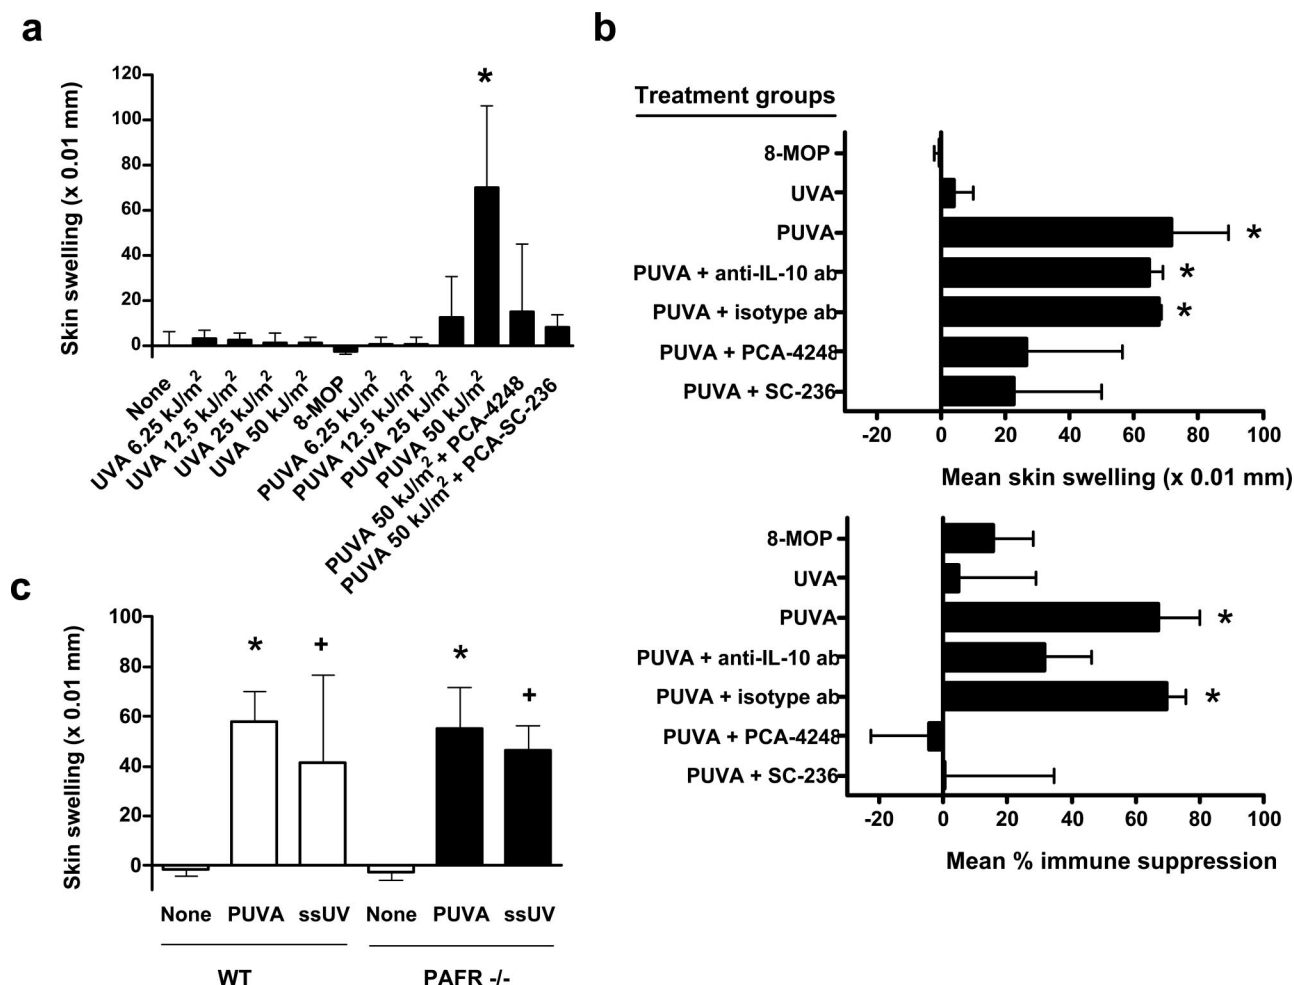 a
Skin swelling (x 0.01 mm)
120
100
80
60
40
20
0
*
None
UVA 6.25 kJ/m²
UVA 12,5 kJ/m²
UVA 25 kJ/m²
UVA 50 kJ/m²
8-MOP
PUVA 6.25 kJ/m²
PUVA 12.5 kJ/m²
PUVA 25 kJ/m²
PUVA 50 kJ/m²
PUVA 50 kJ/m² + PCA-4248
PUVA 50 kJ/m² + PCA-SC-236
b
Treatment groups
8-MOP
UVA
PUVA *
PUVA + anti-IL-10 ab *
PUVA + isotype ab *
PUVA + PCA-4248
PUVA + SC-236
-20 0 20 40 60 80 100
Mean skin swelling (x 0.01 mm)
8-MOP
UVA
PUVA *
PUVA + anti-IL-10 ab
PUVA + isotype ab *
PUVA + PCA-4248
PUVA + SC-236
-20 0 20 40 60 80 100
Mean % immune suppression
c
Skin swelling (x 0.01 mm)
100
80
60
40
20
0
* + * +
None PUVA ssUV None PUVA ssUV
WT PAFR -/-